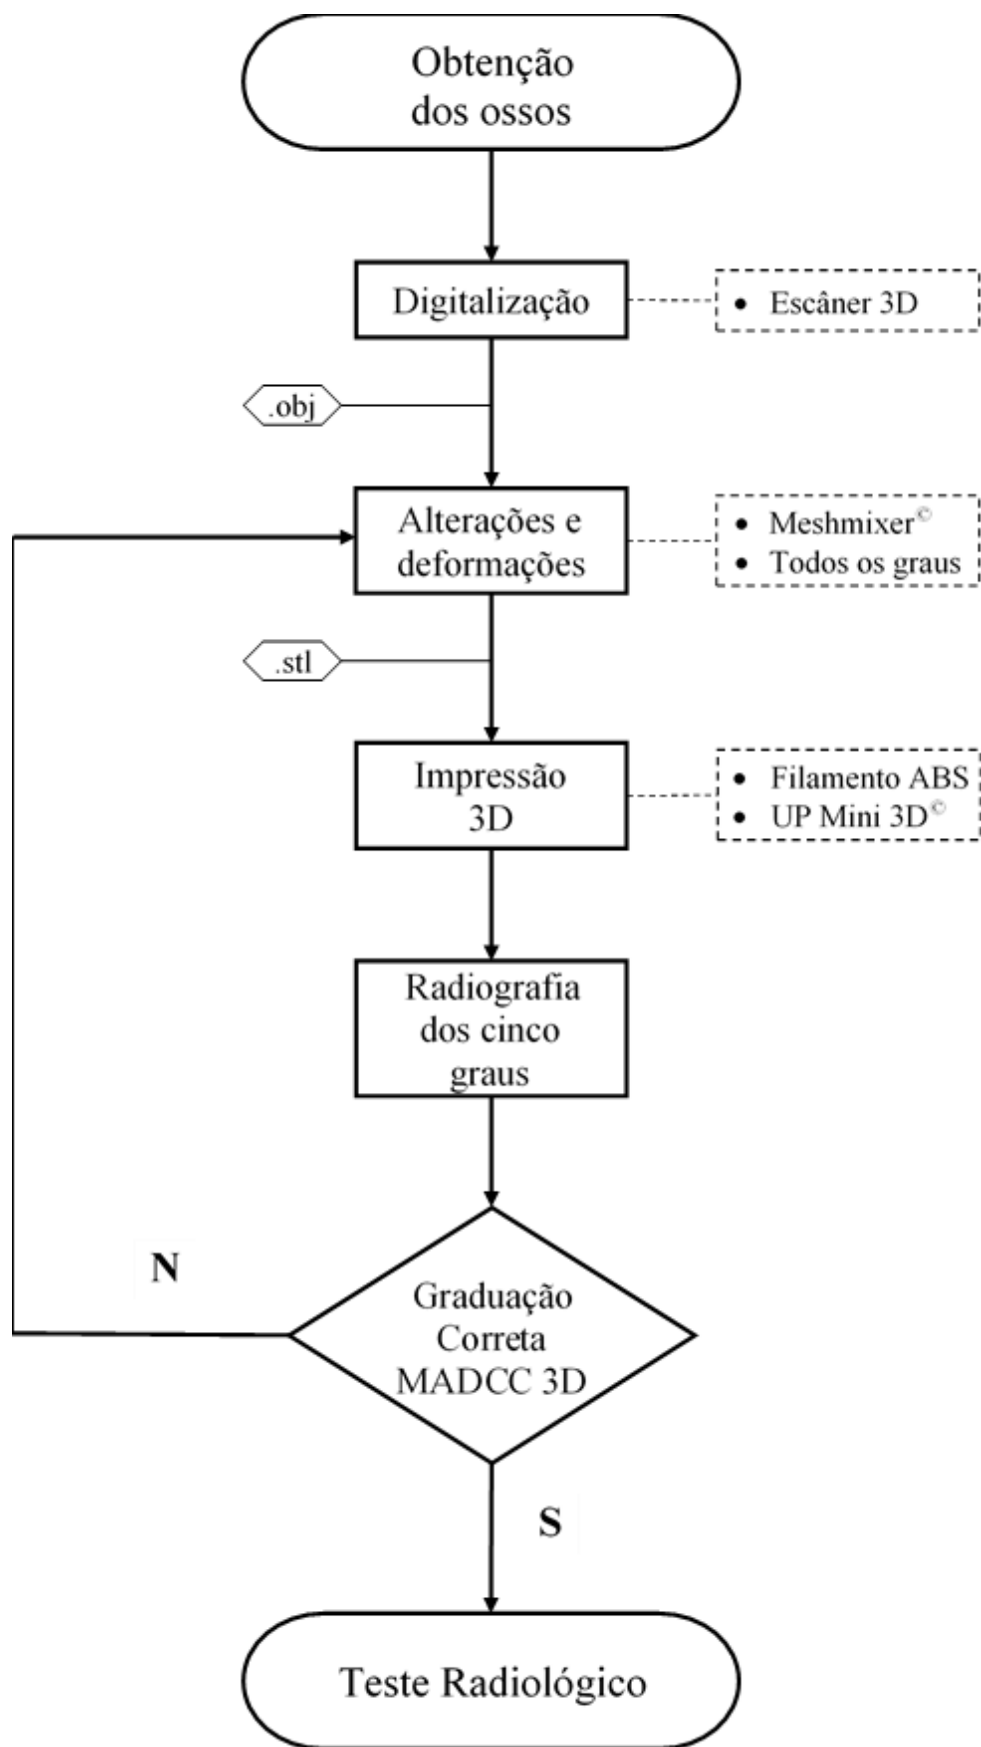 Obtenção
dos ossos
Digitalização
• Escâner 3D
.obj
Alterações e
deformações
• Meshmixer©
• Todos os graus
.stl
Impressão
3D
• Filamento ABS
• UP Mini 3D©
Radiografia
dos cinco
graus
N
Graduação
Correta
MADCC 3D
S
Teste Radiológico